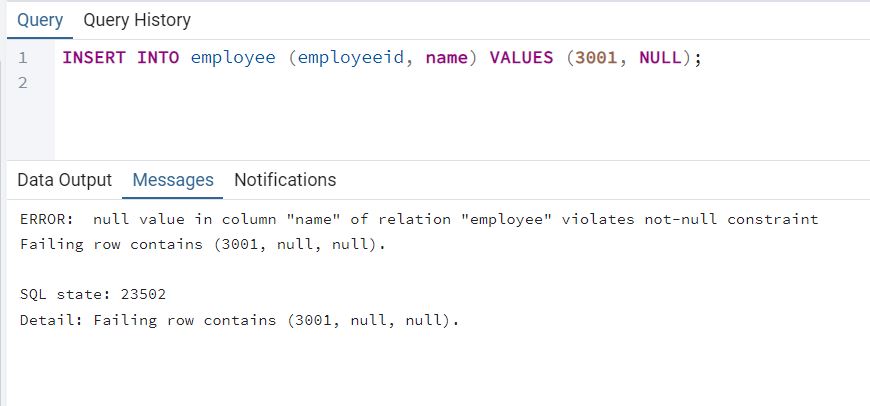 Query Query History
1 INSERT INTO employee (employeeid, name) VALUES (3001, NULL);
2
Data Output Messages Notifications
ERROR:  null value in column "name" of relation "employee" violates not-null constraint
Failing row contains (3001, null, null).
SQL state: 23502
Detail: Failing row contains (3001, null, null).